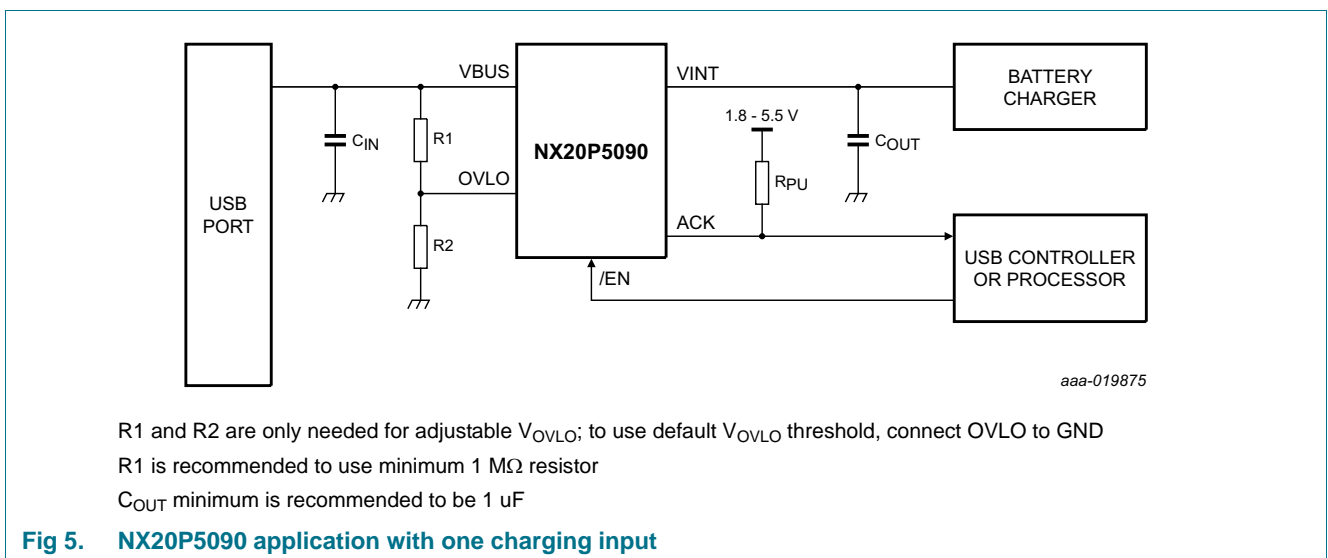 VBUS
VINT
BATTERY
CHARGER
1.8 - 5.5 V
CIN
R1
NX20P5090
COUT
RPU
OVLO
USB
PORT
R2
ACK
USB CONTROLLER
OR PROCESSOR
/EN
aaa-019875
R1 and R2 are only needed for adjustable VOVLO; to use default VOVLO threshold, connect OVLO to GND
R1 is recommended to use minimum 1 MΩ resistor
COUT minimum is recommended to be 1 uF
Fig 5. NX20P5090 application with one charging input